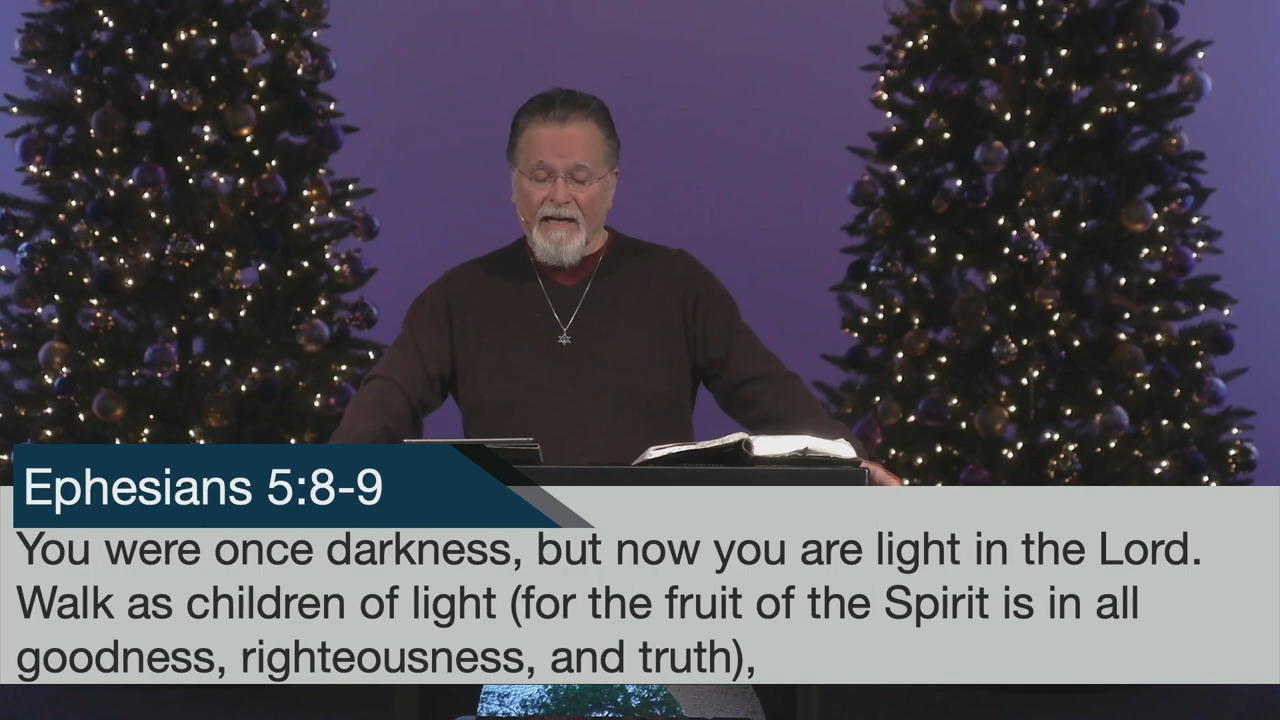 Ephesians 5:8-9
You were once darkness, but now you are light in the Lord.
Walk as children of light (for the fruit of the Spirit is in all
goodness, righteousness, and truth),